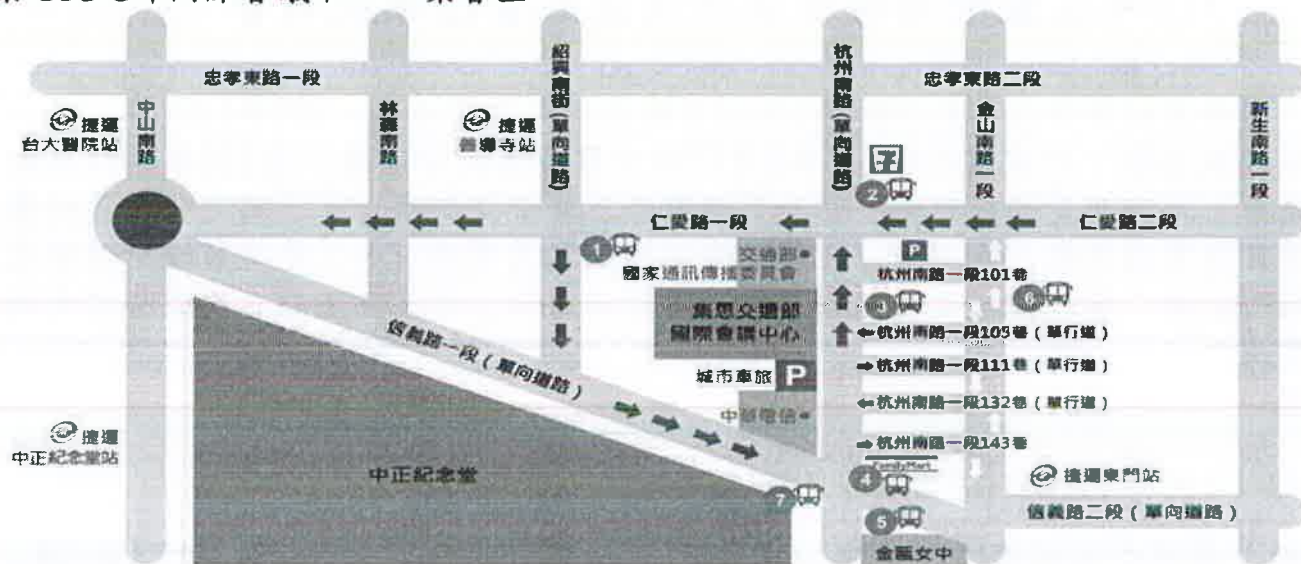 忠孝東路一段
忠孝東路二段
中山南路
林森南路
紹興南街(單向道路)
杭州南路(單向道路)
金山南路一段
新生南路一段
捷運
台大醫院站
捷運
善導寺站
2
仁愛路一段
仁愛路二段
1
交通部
國家通訊傳播委員會
P
杭州南路一段101巷
6
集思交通部
國際會議中心
杭州南路一段105巷(單行道)
城市車旅 P
杭州南路一段111巷(單行道)
中華電信
杭州南路一段132巷(單行道)
杭州南路一段143巷
信義路一段(單向道路)
捷運
中正紀念堂站
中正紀念堂
FamilyMart
4
捷運東門站
7
5
信義路二段(單向道路)
金甌女中